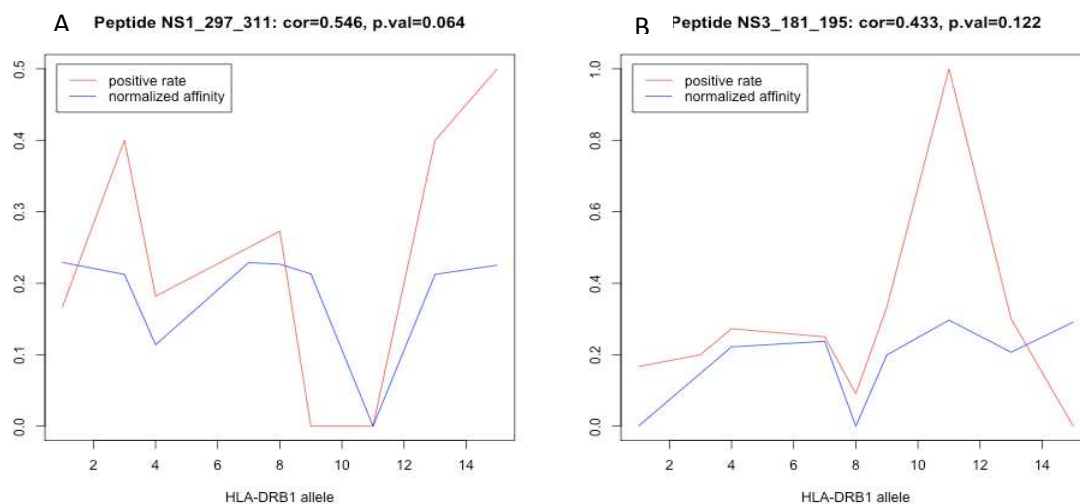 A Peptide NS1_297_311: cor=0.546, p.val=0.064
positive rate
normalized affinity
0.5
0.4
0.3
0.2
0.1
0.0
2 4 6 8 10 12 14
HLA-DRB1 allele
B Peptide NS3_181_195: cor=0.433, p.val=0.122
positive rate
normalized affinity
1.0
0.8
0.6
0.4
0.2
0.0
2 4 6 8 10 12 14
HLA-DRB1 allele